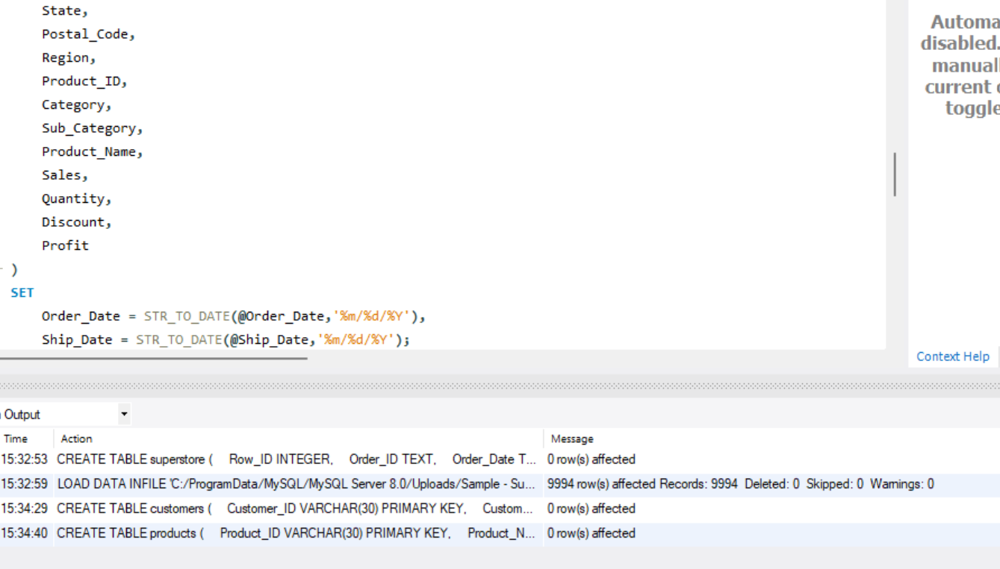 State,
Postal_Code,
Region,
Product_ID,
Category,
Sub_Category,
Product_Name,
Sales,
Quantity,
Discount,
Profit
)
SET
Order_Date = STR_TO_DATE(@Order_Date,'%m/%d/%Y'),
Ship_Date = STR_TO_DATE(@Ship_Date,'%m/%d/%Y');
disabled.
current
Context Help
Output
Time Action Message
15:32:53 CREATE TABLE superstore ( Row_ID INTEGER, Order_ID TEXT, Order_Date T... 0 row(s) affected
15:32:59 LOAD DATA INFILE 'C:/ProgramData/MySQL/MySQL Server 8.0/Uploads/Sample - Su... 9994 row(s) affected Records: 9994 Deleted: 0 Skipped: 0 Warnings: 0
15:34:29 CREATE TABLE customers ( Customer_ID VARCHAR(30) PRIMARY KEY, Custom... 0 row(s) affected
15:34:40 CREATE TABLE products ( Product_ID VARCHAR(30) PRIMARY KEY, Product_N... 0 row(s) affected